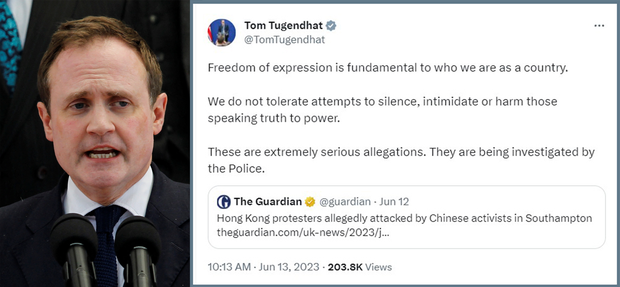 Tom Tugendhat
@TomTugendhat
Freedom of expression is fundamental to who we are as a country.
We do not tolerate attempts to silence, intimidate or harm those
speaking truth to power.
These are extremely serious allegations. They are being investigated by
the Police.
The Guardian @guardian · Jun 12
Hong Kong protesters allegedly attacked by Chinese activists in Southampton
theguardian.com/uk-news/2023/j...
10:13 AM · Jun 13, 2023 · 203.8K Views